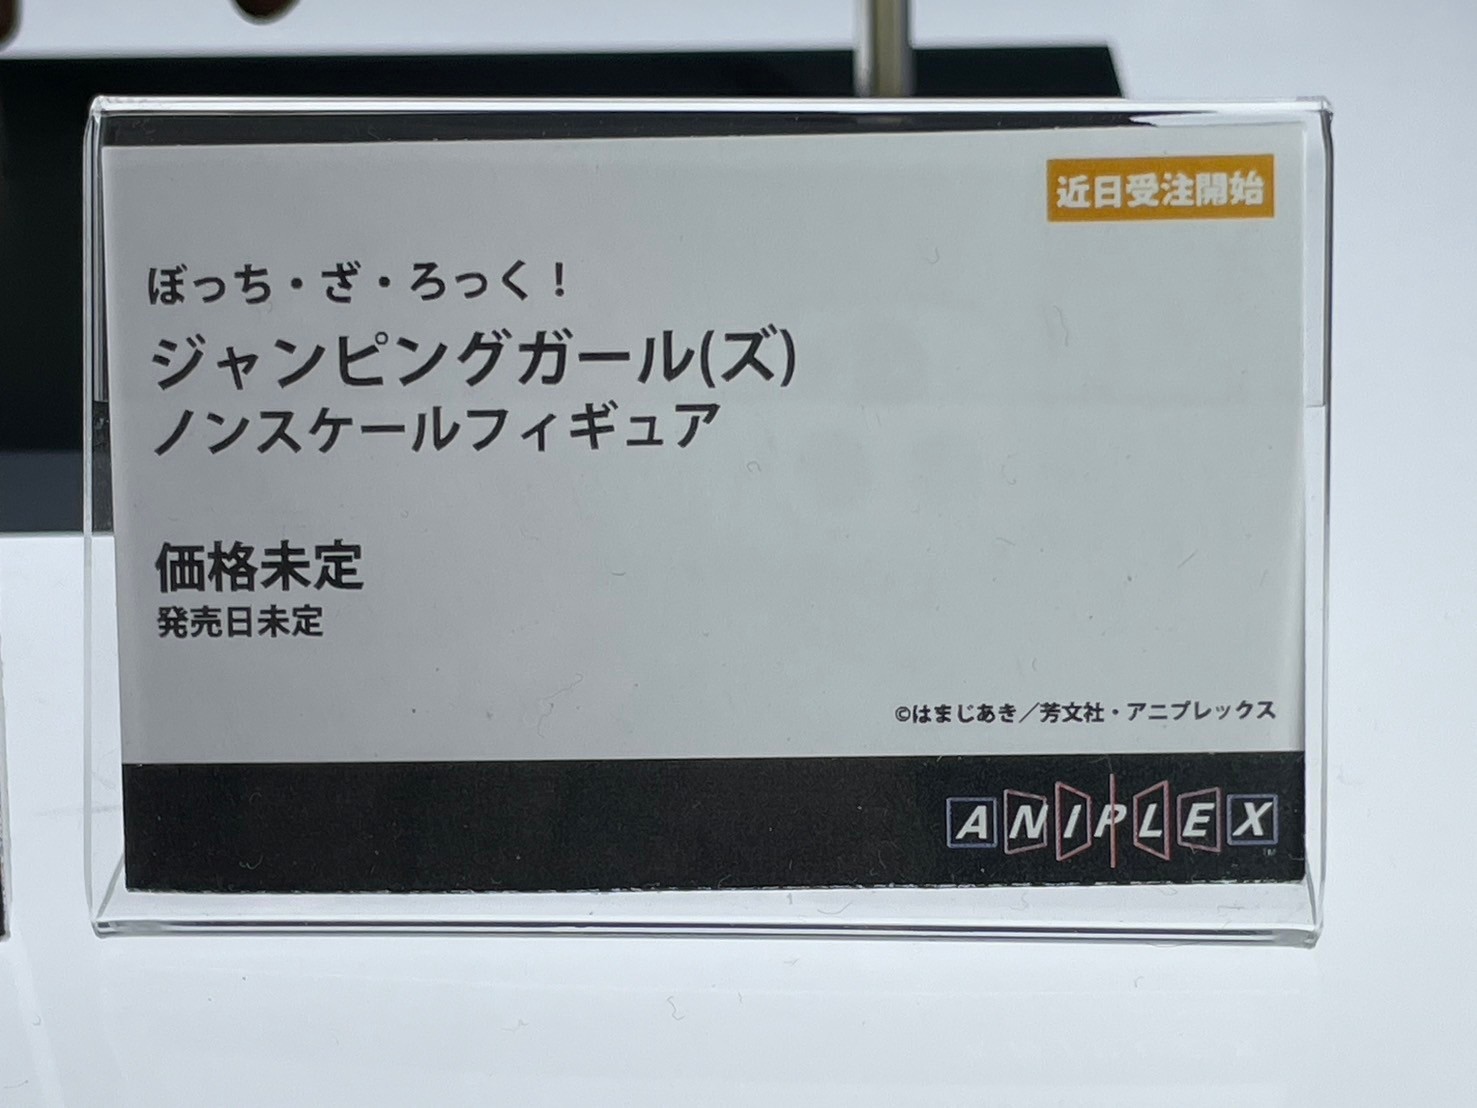 近日受注開始
ぼっち・ざ・ろっく！
ジャンピングガール(ズ)
ノンスケールフィギュア
価格未定
発売日未定
©はまじあき／芳文社・アニプレックス
ANIPLEX